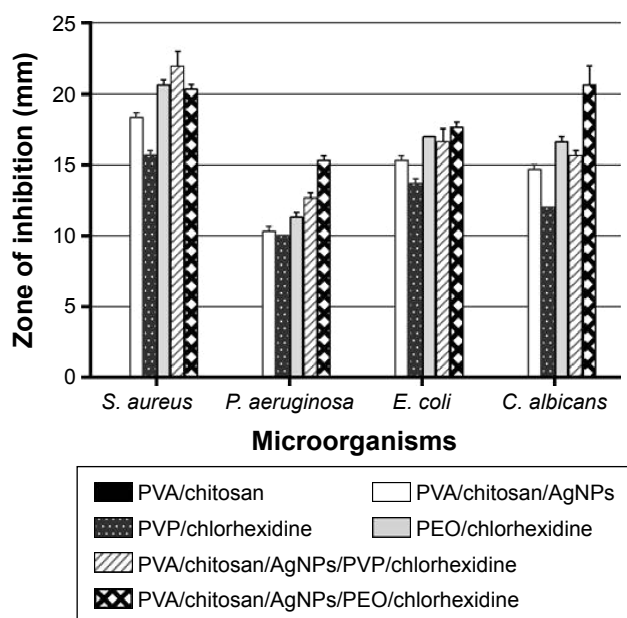 25
20
15
10
5
0
Zone of inhibition (mm)
S. aureus P. aeruginosa E. coli C. albicans
Microorganisms
PVA/chitosan PVA/chitosan/AgNPs
PVP/chlorhexidine PEO/chlorhexidine
PVA/chitosan/AgNPs/PVP/chlorhexidine
PVA/chitosan/AgNPs/PEO/chlorhexidine